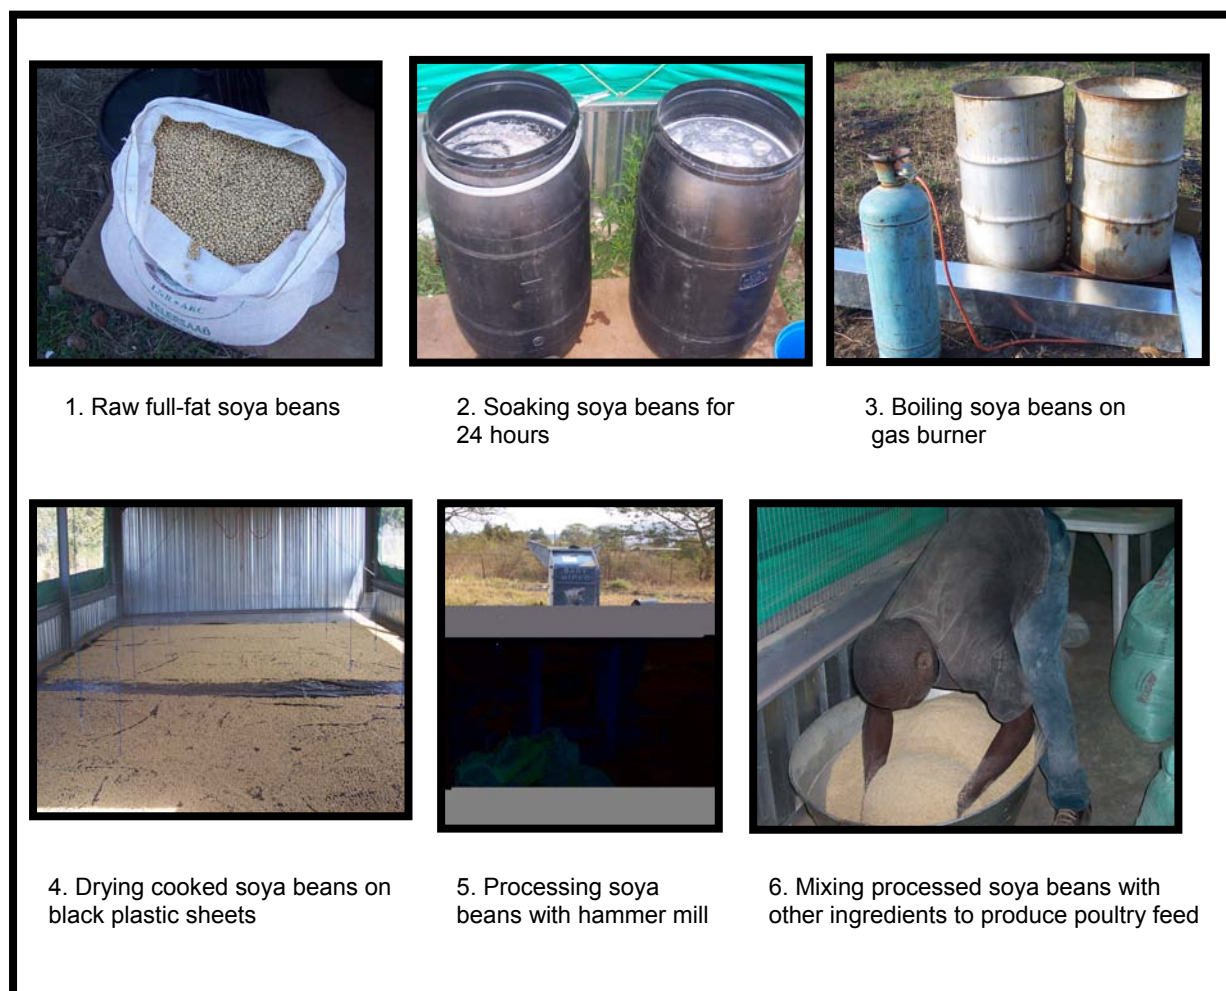 LNR • ARC
1. Raw full-fat soya beans
2. Soaking soya beans for
24 hours
3. Boiling soya beans on
gas burner
4. Drying cooked soya beans on
black plastic sheets
5. Processing soya
beans with hammer mill
6. Mixing processed soya beans with
other ingredients to produce poultry feed